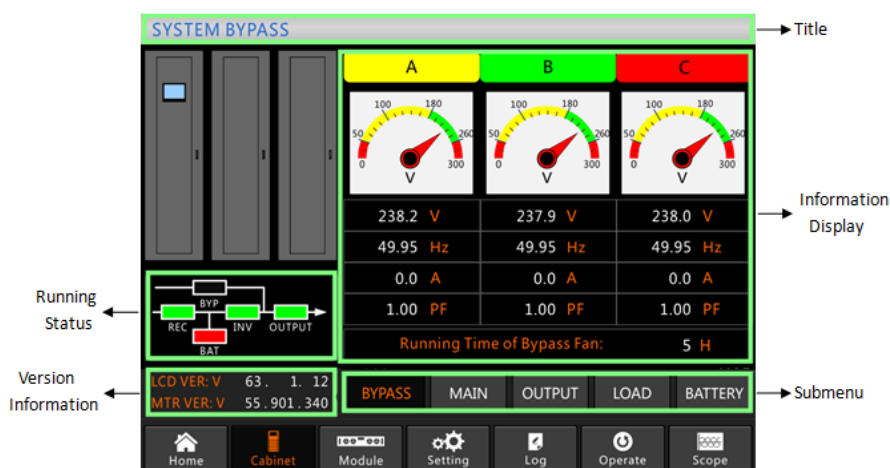 SYSTEM BYPASS
Title
A B C
100 180 100 180 100 180
50 260 50 260 50 260
0 300 0 300 0 300
V V V
Information
Display
238.2 V 237.9 V 238.0 V
49.95 Hz 49.95 Hz 49.95 Hz
0.0 A 0.0 A 0.0 A
1.00 PF 1.00 PF 1.00 PF
Running Time of Bypass Fan: 5 H
Running
Status
BYP
REC INV OUTPUT
BAT
Version
Information
LCD VER: V 63. 1. 12
MTR VER: V 55.901.340
BYPASS MAIN OUTPUT LOAD BATTERY
Submenu
Home Cabinet Module Setting Log Operate Scope